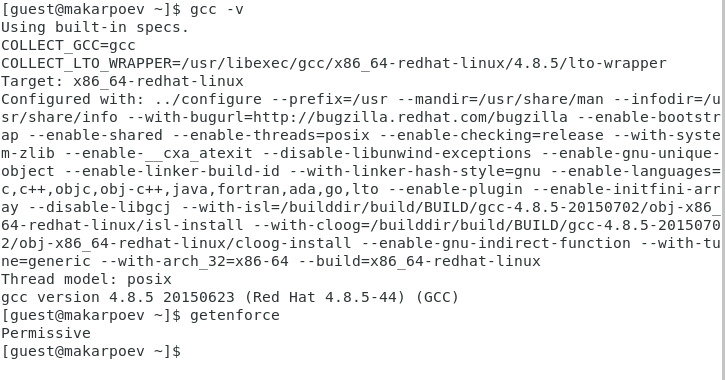 [guest@makarpoev ~]$ gcc -v
Using built-in specs.
COLLECT_GCC=gcc
COLLECT_LTO_WRAPPER=/usr/libexec/gcc/x86_64-redhat-linux/4.8.5/lto-wrapper
Target: x86_64-redhat-linux
Configured with: ../configure --prefix=/usr --mandir=/usr/share/man --infodir=/u
sr/share/info --with-bugurl=http://bugzilla.redhat.com/bugzilla --enable-bootstr
ap --enable-shared --enable-threads=posix --enable-checking=release --with-syste
m-zlib --enable-__cxa_atexit --disable-libunwind-exceptions --enable-gnu-unique-
object --enable-linker-build-id --with-linker-hash-style=gnu --enable-languages=
c,c++,objc,obj-c++,java,fortran,ada,go,lto --enable-plugin --enable-initfini-arr
ay --disable-libgcj --with-isl=/builddir/build/BUILD/gcc-4.8.5-20150702/obj-x86_
64-redhat-linux/isl-install --with-cloog=/builddir/build/BUILD/gcc-4.8.5-2015070
2/obj-x86_64-redhat-linux/cloog-install --enable-gnu-indirect-function --with-tu
ne=generic --with-arch_32=x86-64 --build=x86_64-redhat-linux
Thread model: posix
gcc version 4.8.5 20150623 (Red Hat 4.8.5-44) (GCC)
[guest@makarpoev ~]$ getenforce
Permissive
[guest@makarpoev ~]$